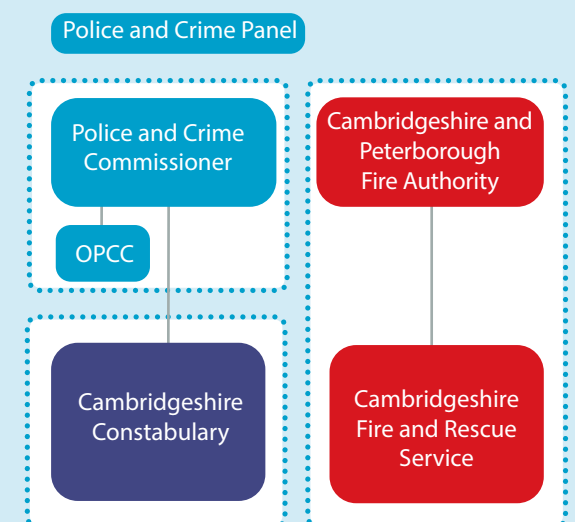 Police and Crime Panel
Police and Crime
Commissioner
OPCC
Cambridgeshire
Constabulary
Cambridgeshire and
Peterborough
Fire Authority
Cambridgeshire
Fire and Rescue
Service